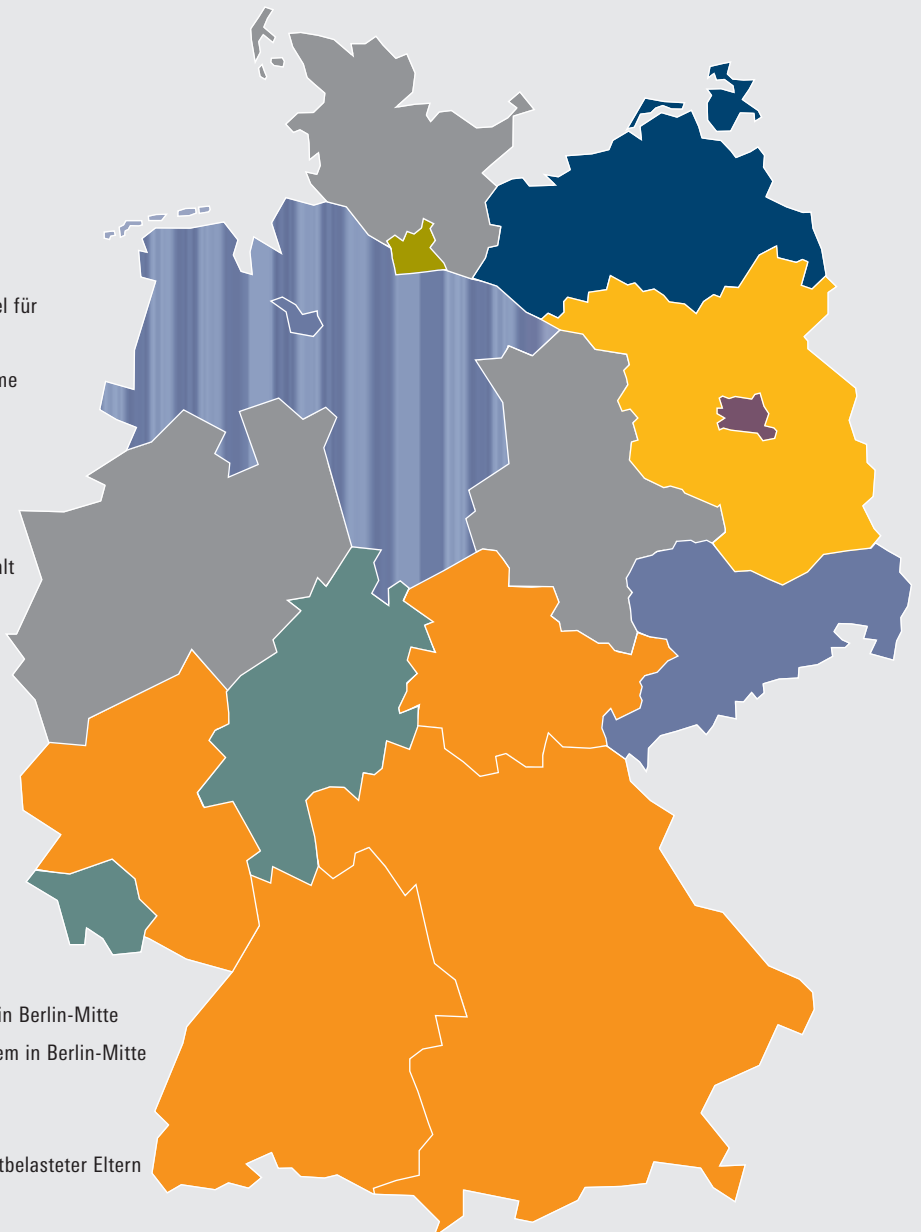 el für
me
alt
in Berlin-Mitte
em in Berlin-Mitte
tbelasteter Eltern